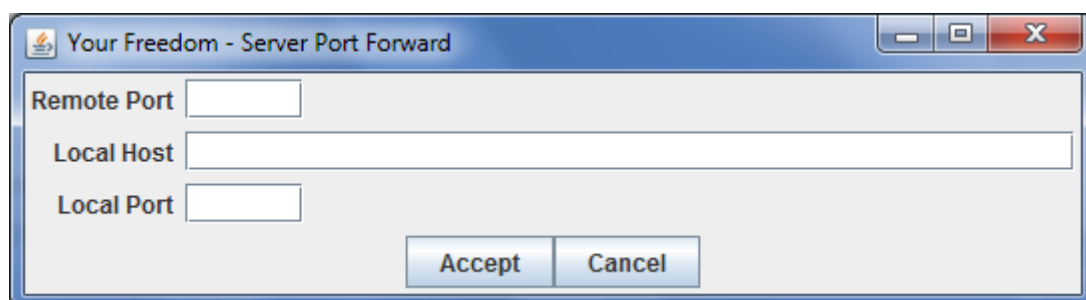 Your Freedom - Server Port Forward
Remote Port
Local Host
Local Port
Accept Cancel